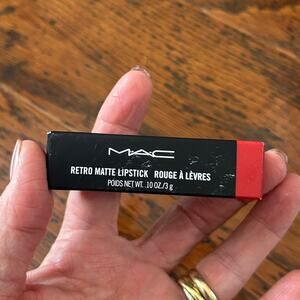 MAC
RETRO MATTE LIPSTICK ROUGE À LÈVRES
POIDS NET WT. .10 OZ./3 g